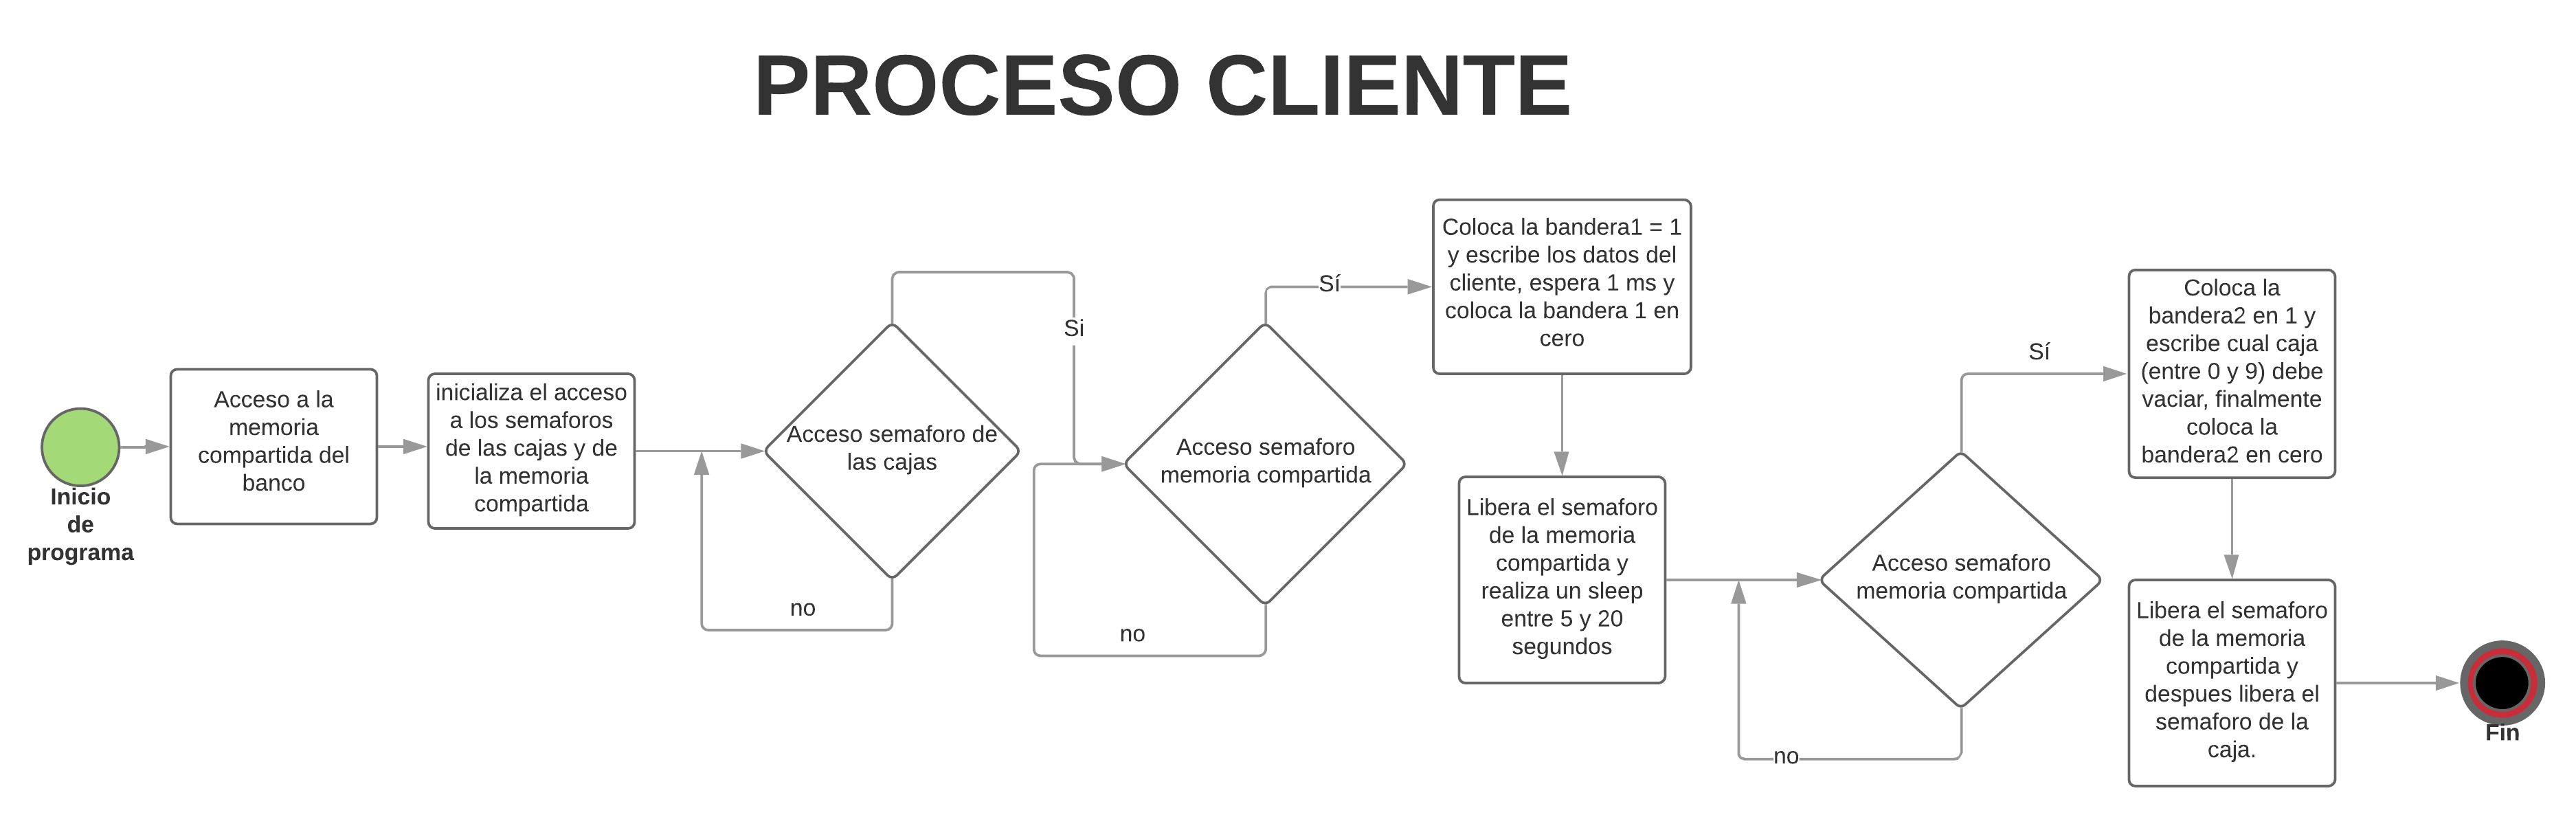 PROCESO CLIENTE
Inicio
de
programa
Acceso a la
memoria
compartida del
banco
inicializa el acceso
a los semaforos
de las cajas y de
la memoria
compartida
Acceso semaforo de
las cajas
no
Si
Acceso semaforo
memoria compartida
no
Sí
Coloca la bandera1 = 1
y escribe los datos del
cliente, espera 1 ms y
coloca la bandera 1 en
cero
Libera el semaforo
de la memoria
compartida y
realiza un sleep
entre 5 y 20
segundos
Acceso semaforo
memoria compartida
no
Sí
Coloca la
bandera2 en 1 y
escribe cual caja
(entre 0 y 9) debe
vaciar, finalmente
coloca la
bandera2 en cero
Libera el semaforo
de la memoria
compartida y
despues libera el
semaforo de la
caja.
Fin